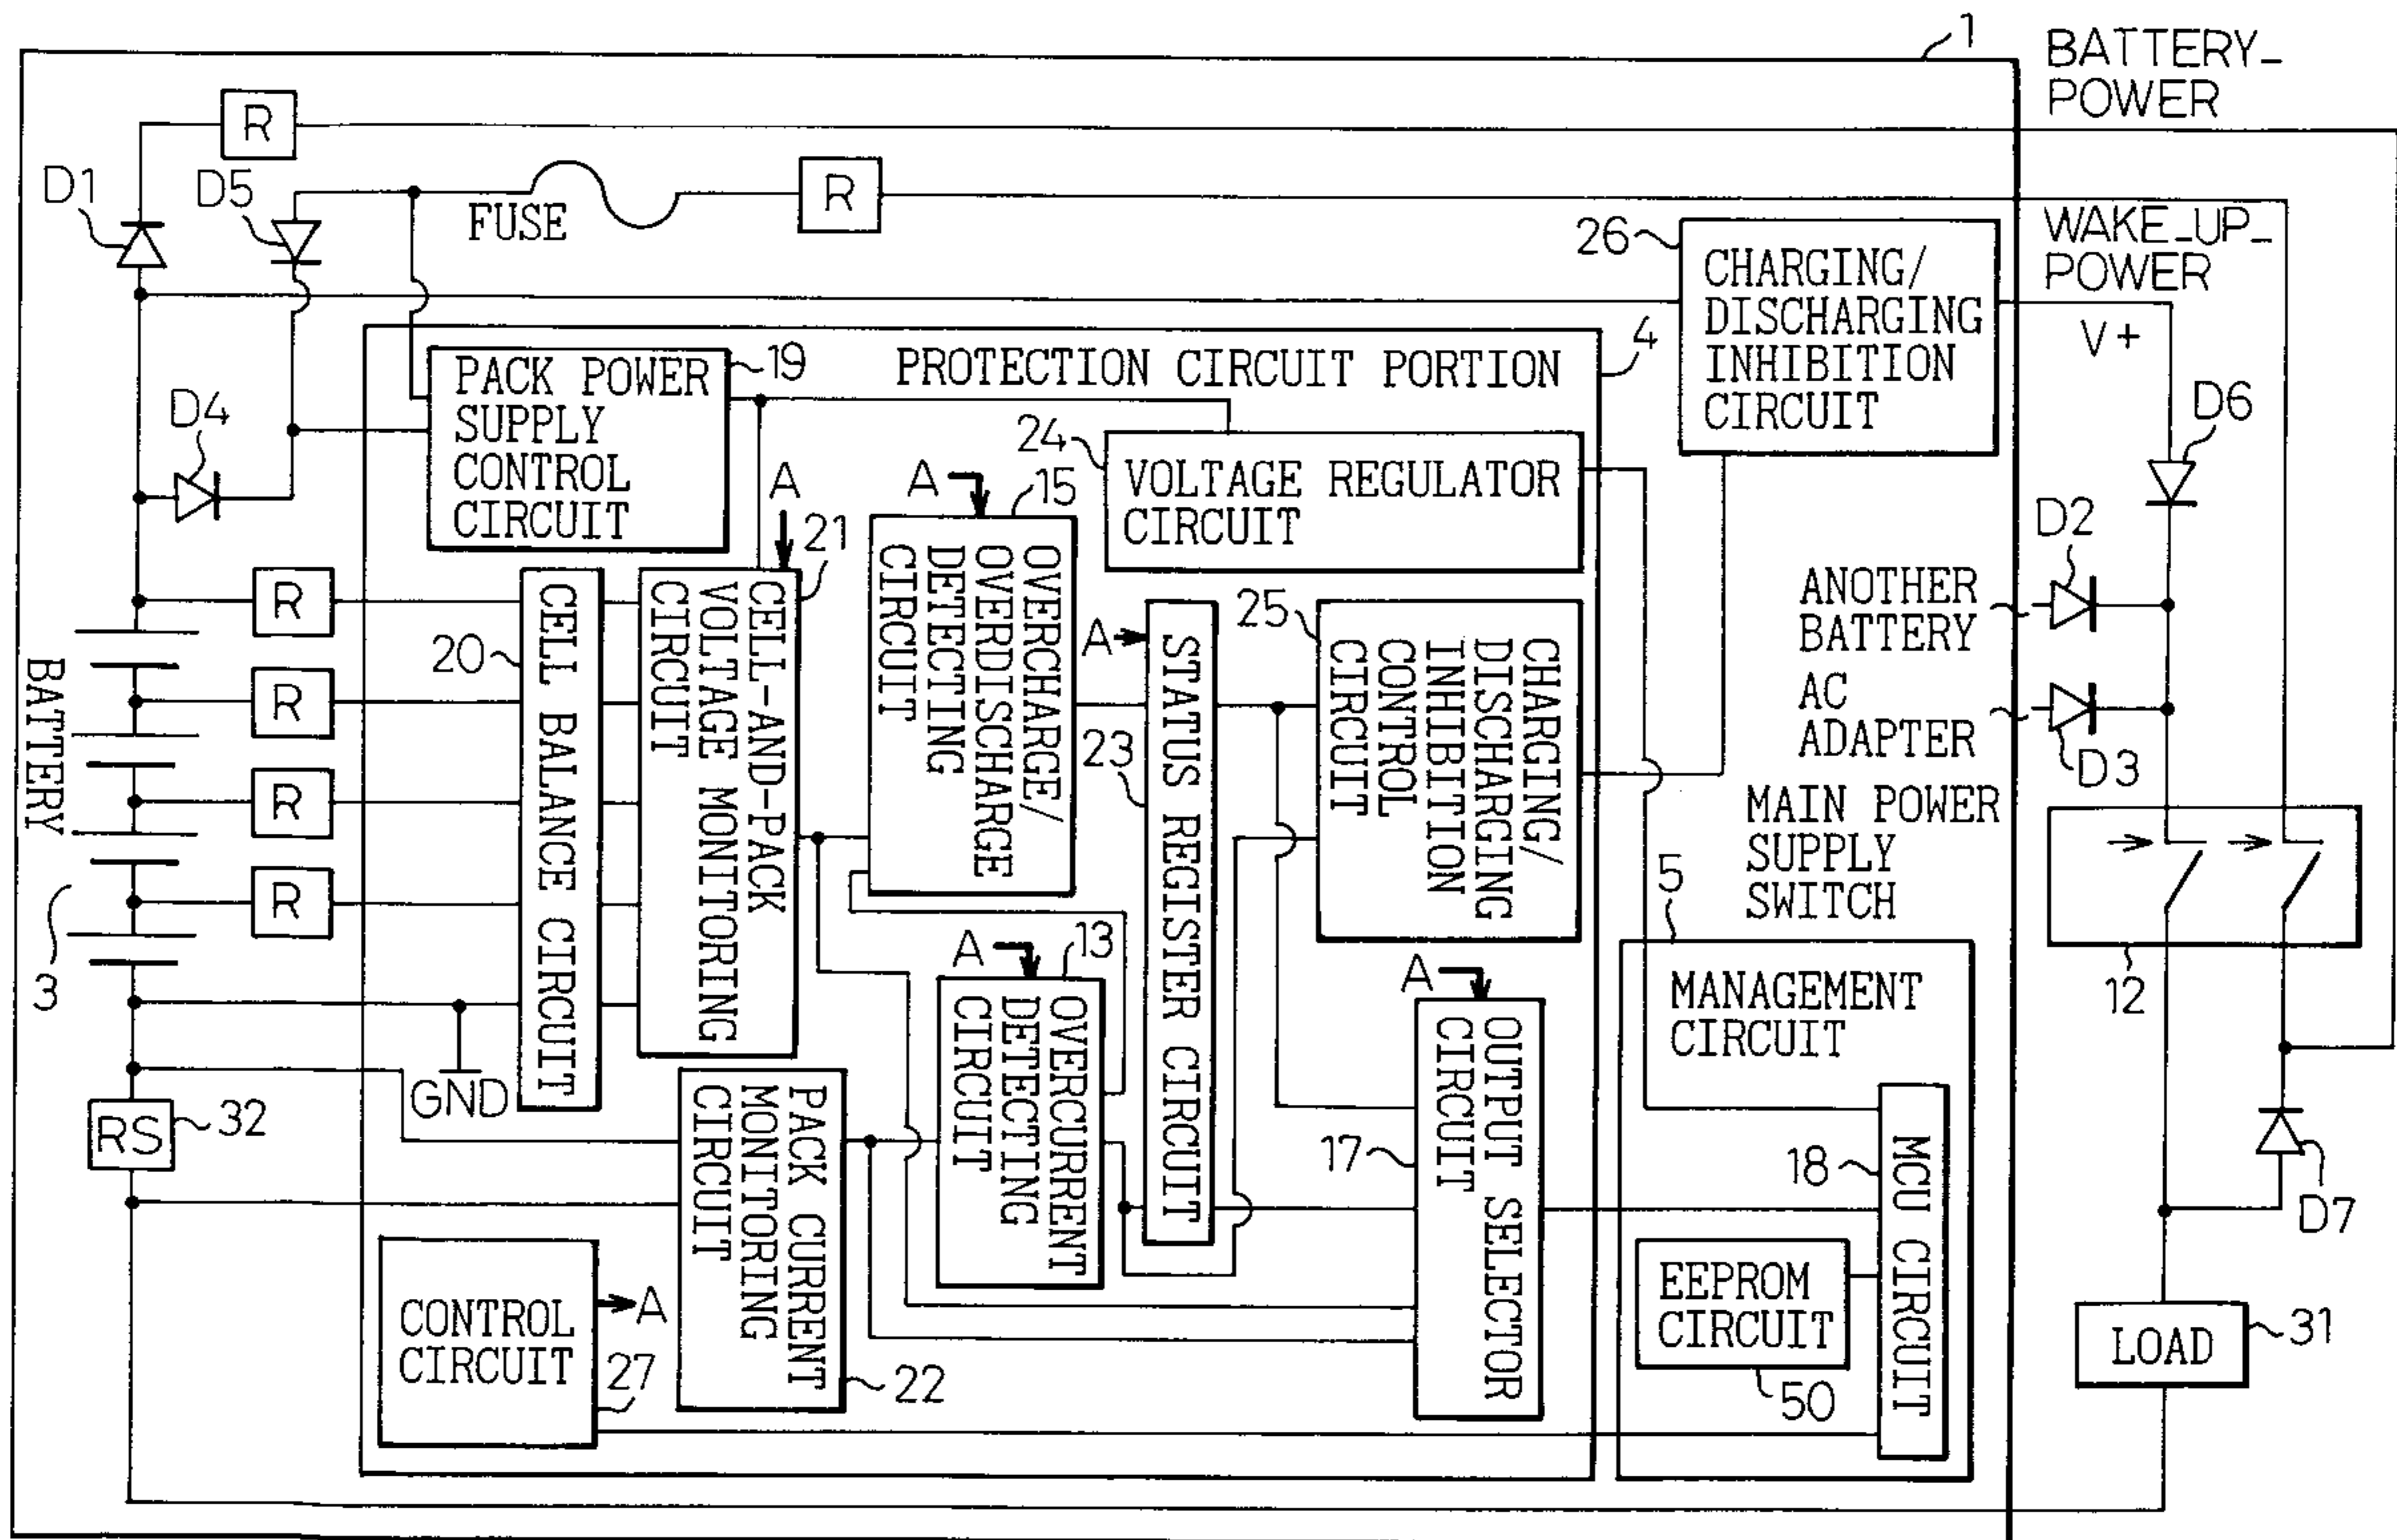 1
BATTERY_
POWER
R
D1
D5
FUSE
R
WAKE_UP_
POWER
26
CHARGING/
DISCHARGING
INHIBITION
CIRCUIT
V+
4
PROTECTION CIRCUIT PORTION
19
PACK POWER
SUPPLY
CONTROL
CIRCUIT
D4
D6
24
VOLTAGE REGULATOR
CIRCUIT
A
15
OVERCHARGE/
OVERDISCHARGE
DETECTING
CIRCUIT
A
21
CELL-AND-PACK
VOLTAGE MONITORING
CIRCUIT
D2
ANOTHER
BATTERY
AC
ADAPTER
D3
R
R
R
R
BATTERY
3
20
CELL BALANCE CIRCUIT
A
23
STATUS REGISTER CIRCUIT
25
CHARGING/
DISCHARGING
INHIBITION
CONTROL
CIRCUIT
MAIN POWER
SUPPLY
SWITCH
12
5
MANAGEMENT
CIRCUIT
A
13
OVERCURRENT
DETECTING
CIRCUIT
A
17
OUTPUT SELECTOR
CIRCUIT
GND
RS
32
22
PACK CURRENT
MONITORING
CIRCUIT
18
MCU CIRCUIT
D7
CONTROL
CIRCUIT
A
27
EEPROM
CIRCUIT
50
LOAD
31